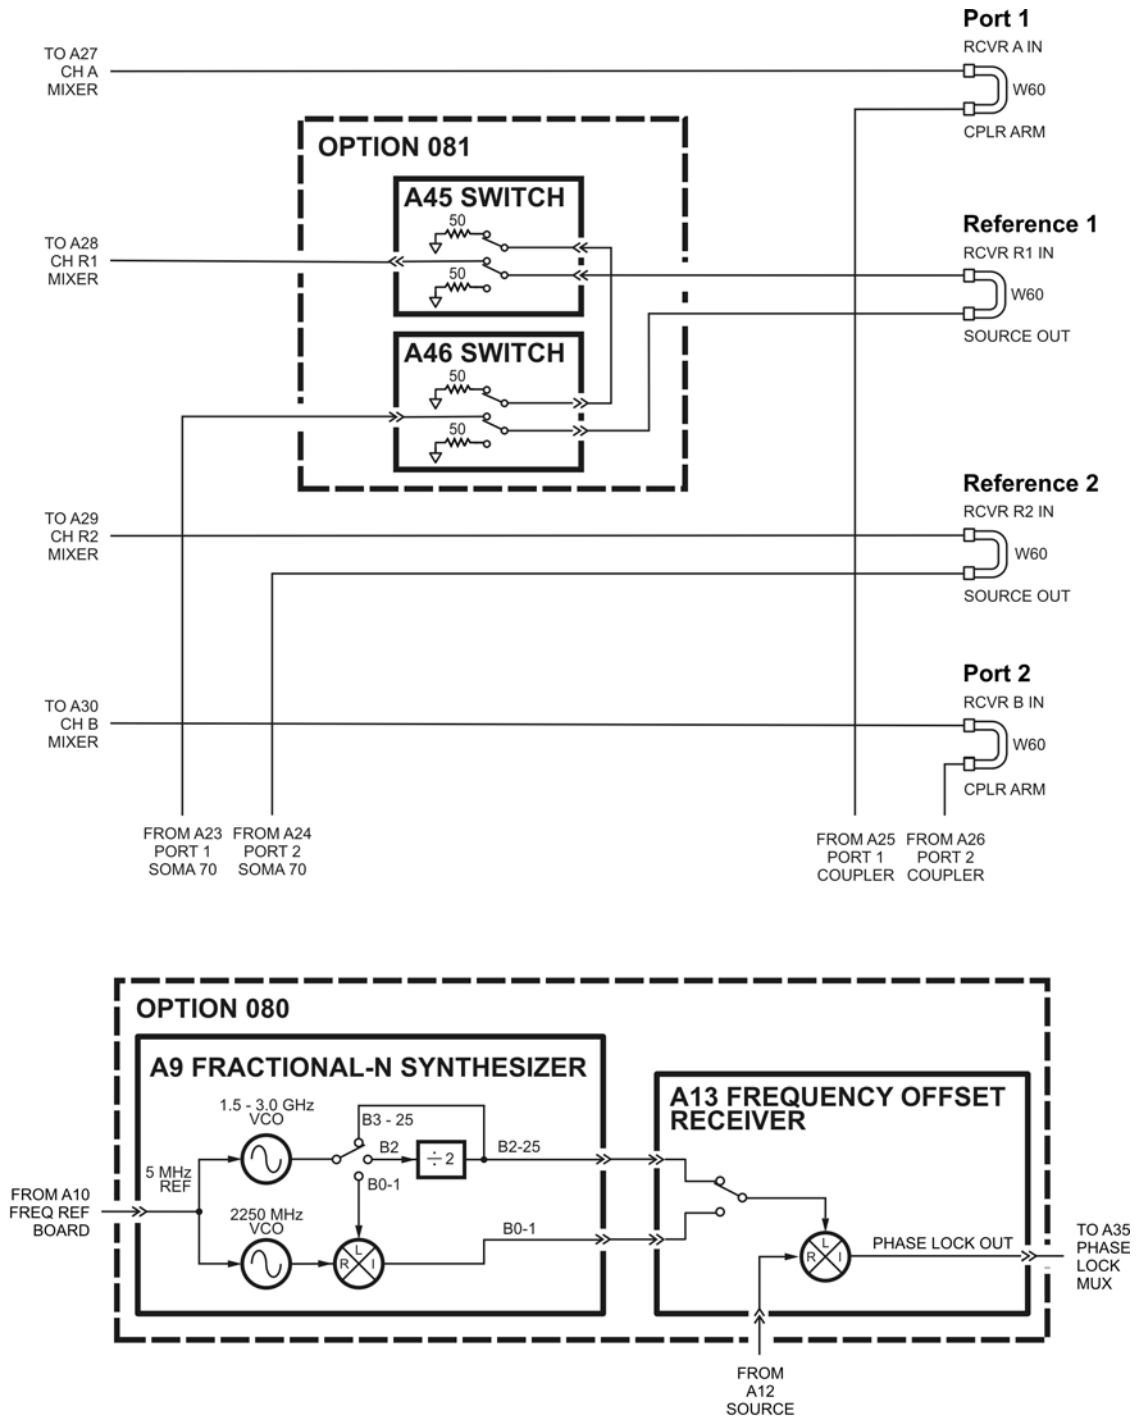 Port 1
RCVR A IN
TO A27
CH A
MIXER
W60
CPLR ARM
OPTION 081
A45 SWITCH
50
50
TO A28
CH R1
MIXER
Reference 1
RCVR R1 IN
W60
SOURCE OUT
A46 SWITCH
50
50
Reference 2
RCVR R2 IN
TO A29
CH R2
MIXER
W60
SOURCE OUT
Port 2
RCVR B IN
TO A30
CH B
MIXER
W60
CPLR ARM
FROM A23
PORT 1
SOMA 70
FROM A24
PORT 2
SOMA 70
FROM A25
PORT 1
COUPLER
FROM A26
PORT 2
COUPLER
OPTION 080
A9 FRACTIONAL-N SYNTHESIZER
1.5 - 3.0 GHz
VCO
B3 - 25
B2
÷ 2
B2-25
B0-1
5 MHz
REF
FROM A10
FREQ REF
BOARD
2250 MHz
VCO
L
R
I
B0-1
A13 FREQUENCY OFFSET
RECEIVER
L
R
I
PHASE LOCK OUT
TO A35
PHASE
LOCK
MUX
FROM
A12
SOURCE